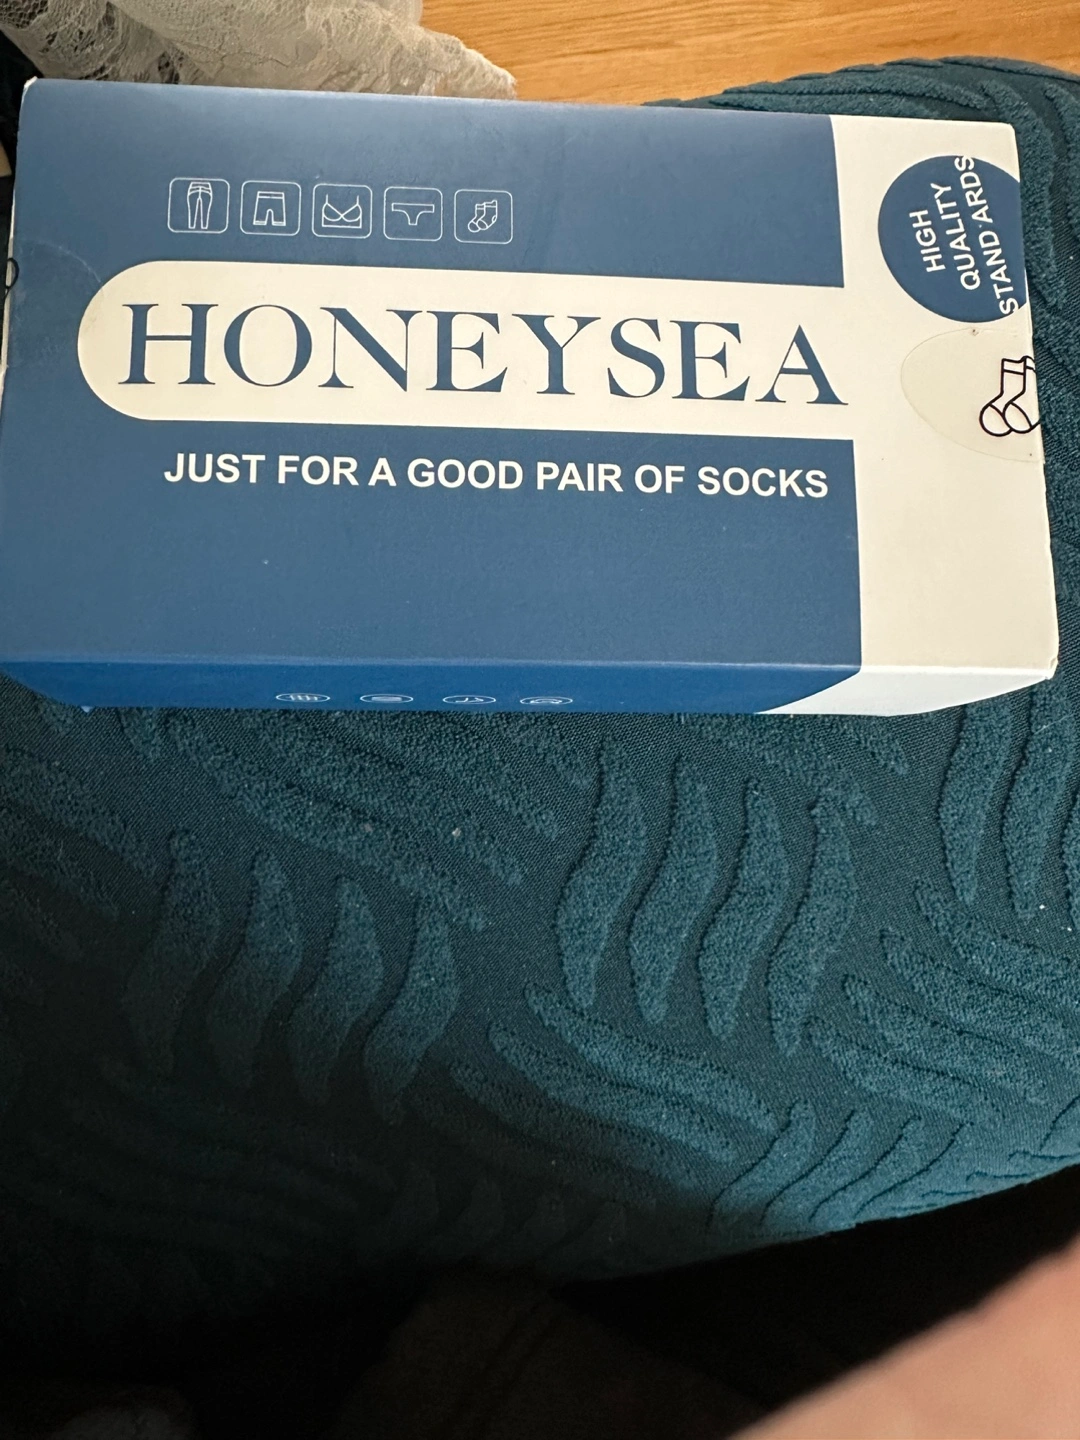 HONEYSEA
JUST FOR A GOOD PAIR OF SOCKS
HIGH
QUALITY
STANDARDS